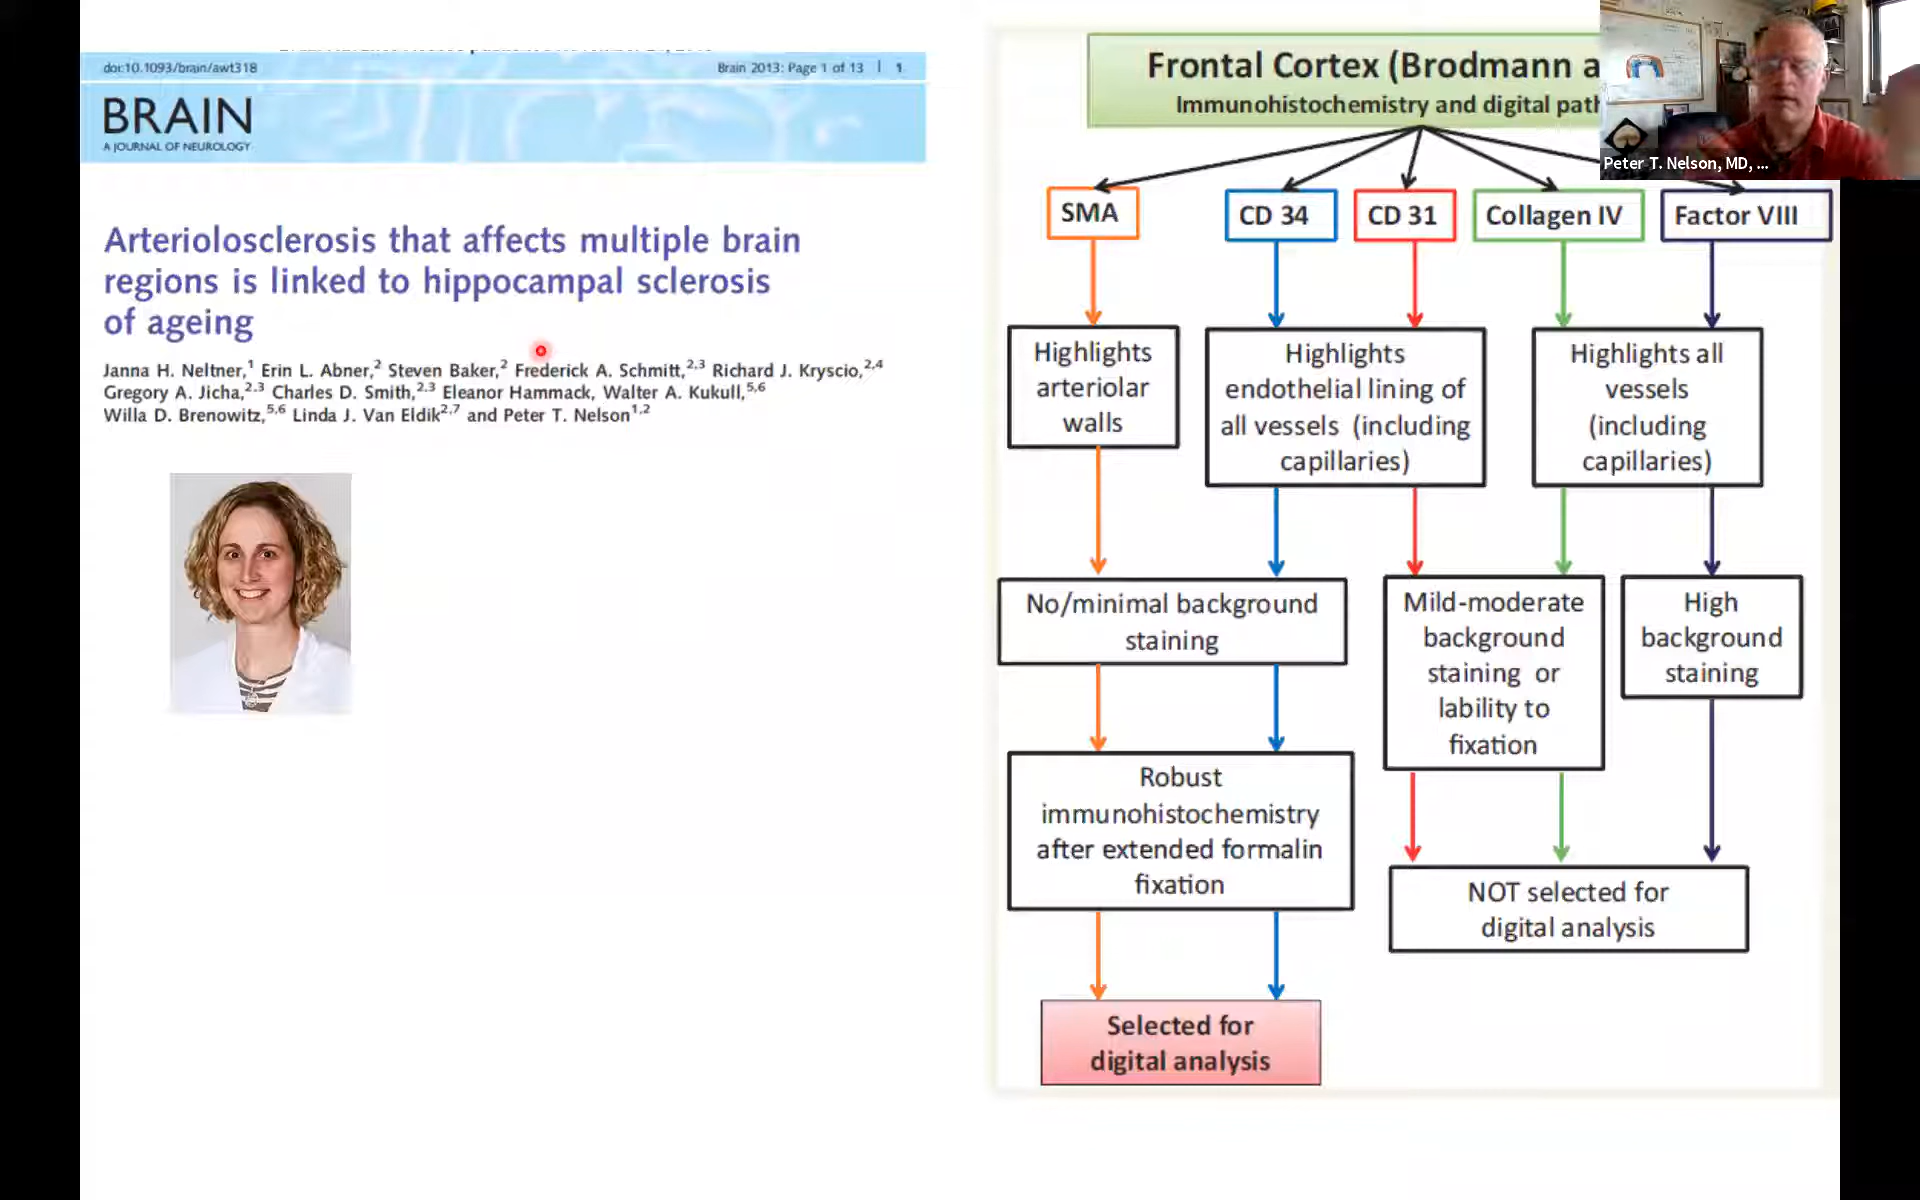 doi:10.1093/brain/awt318
Brain 2013: Page 1 of 13 | 1
BRAIN
A JOURNAL OF NEUROLOGY
Arteriolosclerosis that affects multiple brain
regions is linked to hippocampal sclerosis
of ageing
Janna H. Neltner,1 Erin L. Abner,2 Steven Baker,2 Frederick A. Schmitt,2,3 Richard J. Kryscio,2,4
Gregory A. Jicha,2,3 Charles D. Smith,2,3 Eleanor Hammack, Walter A. Kukull,5,6
Willa D. Brenowitz,5,6 Linda J. Van Eldik2,7 and Peter T. Nelson1,2
Frontal Cortex (Brodmann a
Immunohistochemistry and digital path
Peter T. Nelson, MD, ...
SMA
CD 34
CD 31
Collagen IV
Factor VIII
Highlights
arteriolar
walls
Highlights
endothelial lining of
all vessels (including
capillaries)
Highlights all
vessels
(including
capillaries)
No/minimal background
staining
Mild-moderate
background
staining or
lability to
fixation
High
background
staining
Robust
immunohistochemistry
after extended formalin
fixation
NOT selected for
digital analysis
Selected for
digital analysis